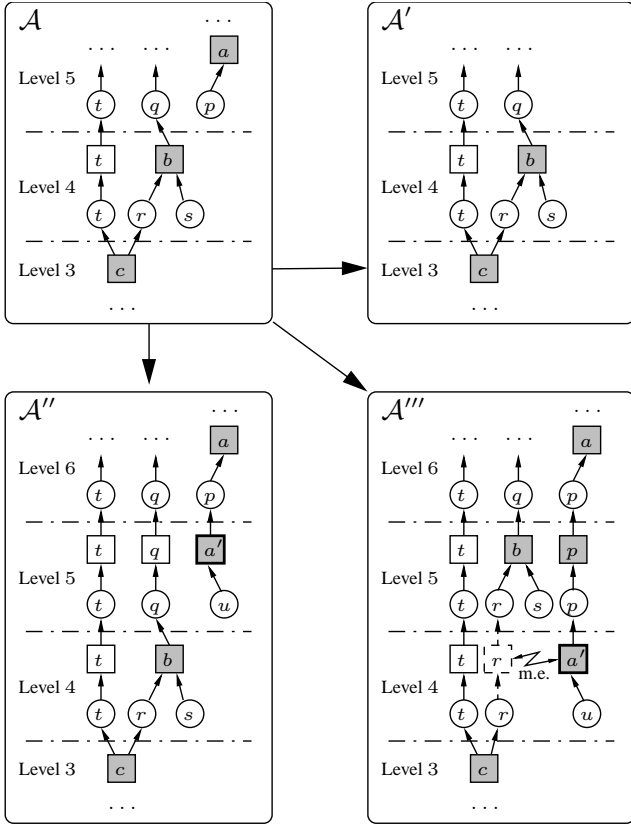 𝒜
. . .
. . . . . . a
Level 5
t q p
t b
Level 4
t r s
Level 3 c
. . .
𝒜′
. . . . . .
Level 5
t q
t b
Level 4
t r s
Level 3 c
. . .
𝒜′′
. . .
. . . . . . a
Level 6
t q p
t q a′
Level 5
t q u
t b
Level 4
t r s
Level 3 c
. . .
𝒜′′′
. . .
. . . . . . a
Level 6
t q p
t b p
Level 5
t r s p
t r a′
m.e.
Level 4
t r u
Level 3 c
. . .